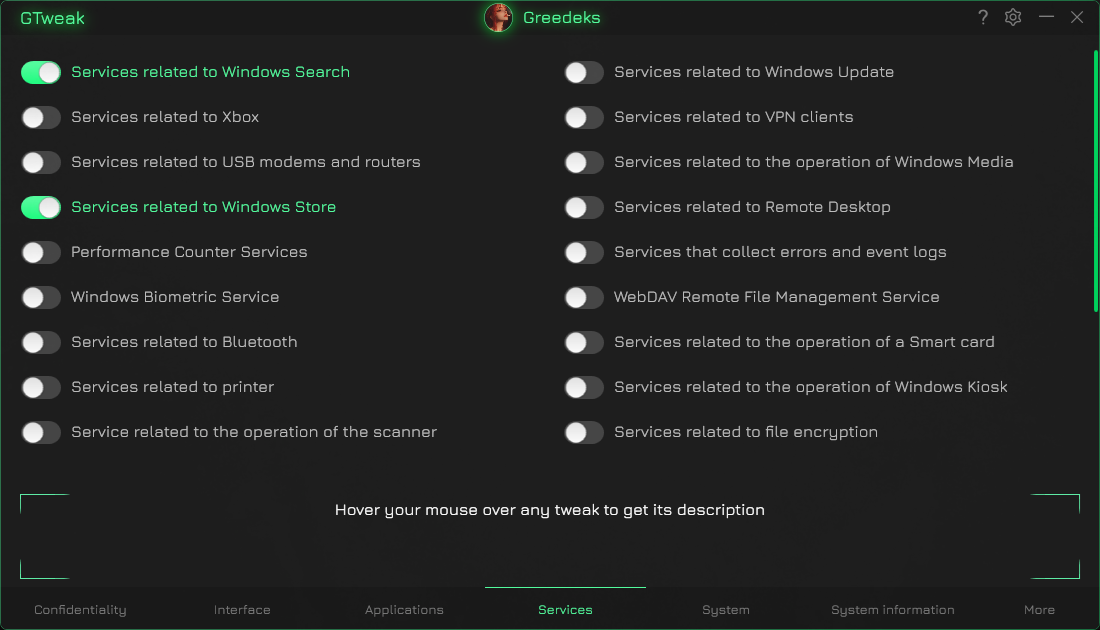 GTweak
Greedeks
?
Services related to Windows Search
Services related to Windows Update
Services related to Xbox
Services related to VPN clients
Services related to USB modems and routers
Services related to the operation of Windows Media
Services related to Windows Store
Services related to Remote Desktop
Performance Counter Services
Services that collect errors and event logs
Windows Biometric Service
WebDAV Remote File Management Service
Services related to Bluetooth
Services related to the operation of a Smart card
Services related to printer
Services related to the operation of Windows Kiosk
Service related to the operation of the scanner
Services related to file encryption
Hover your mouse over any tweak to get its description
Confidentiality
Interface
Applications
Services
System
System information
More